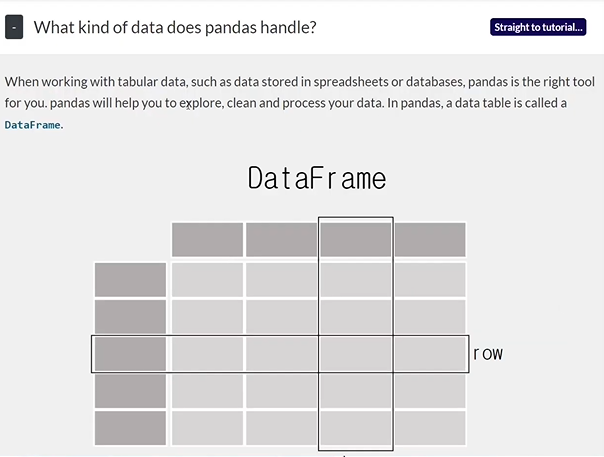 - What kind of data does pandas handle?
Straight to tutorial...
When working with tabular data, such as data stored in spreadsheets or databases, pandas is the right tool
for you. pandas will help you to explore, clean and process your data. In pandas, a data table is called a
DataFrame.
DataFrame
row